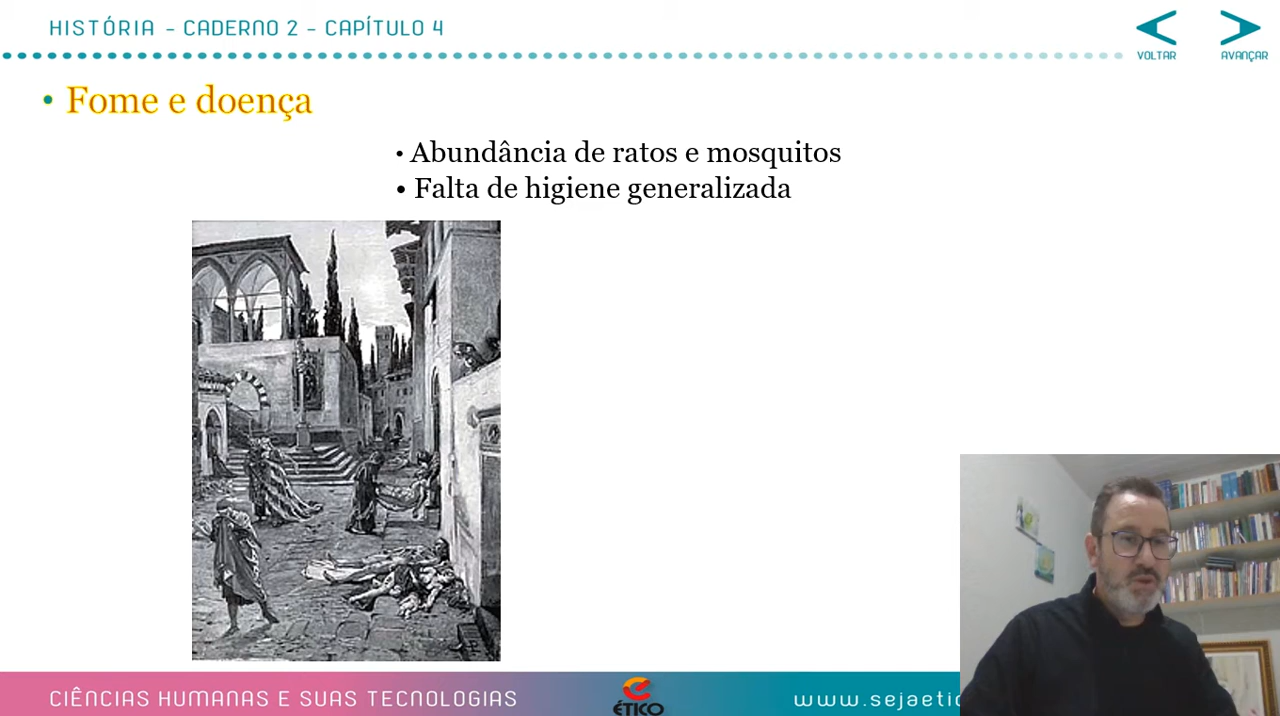 HISTÓRIA - CADERNO 2 - CAPÍTULO 4
VOLTAR
AVANÇAR
• Fome e doença
• Abundância de ratos e mosquitos
• Falta de higiene generalizada
CIÊNCIAS HUMANAS E SUAS TECNOLOGIAS
ÉTICO